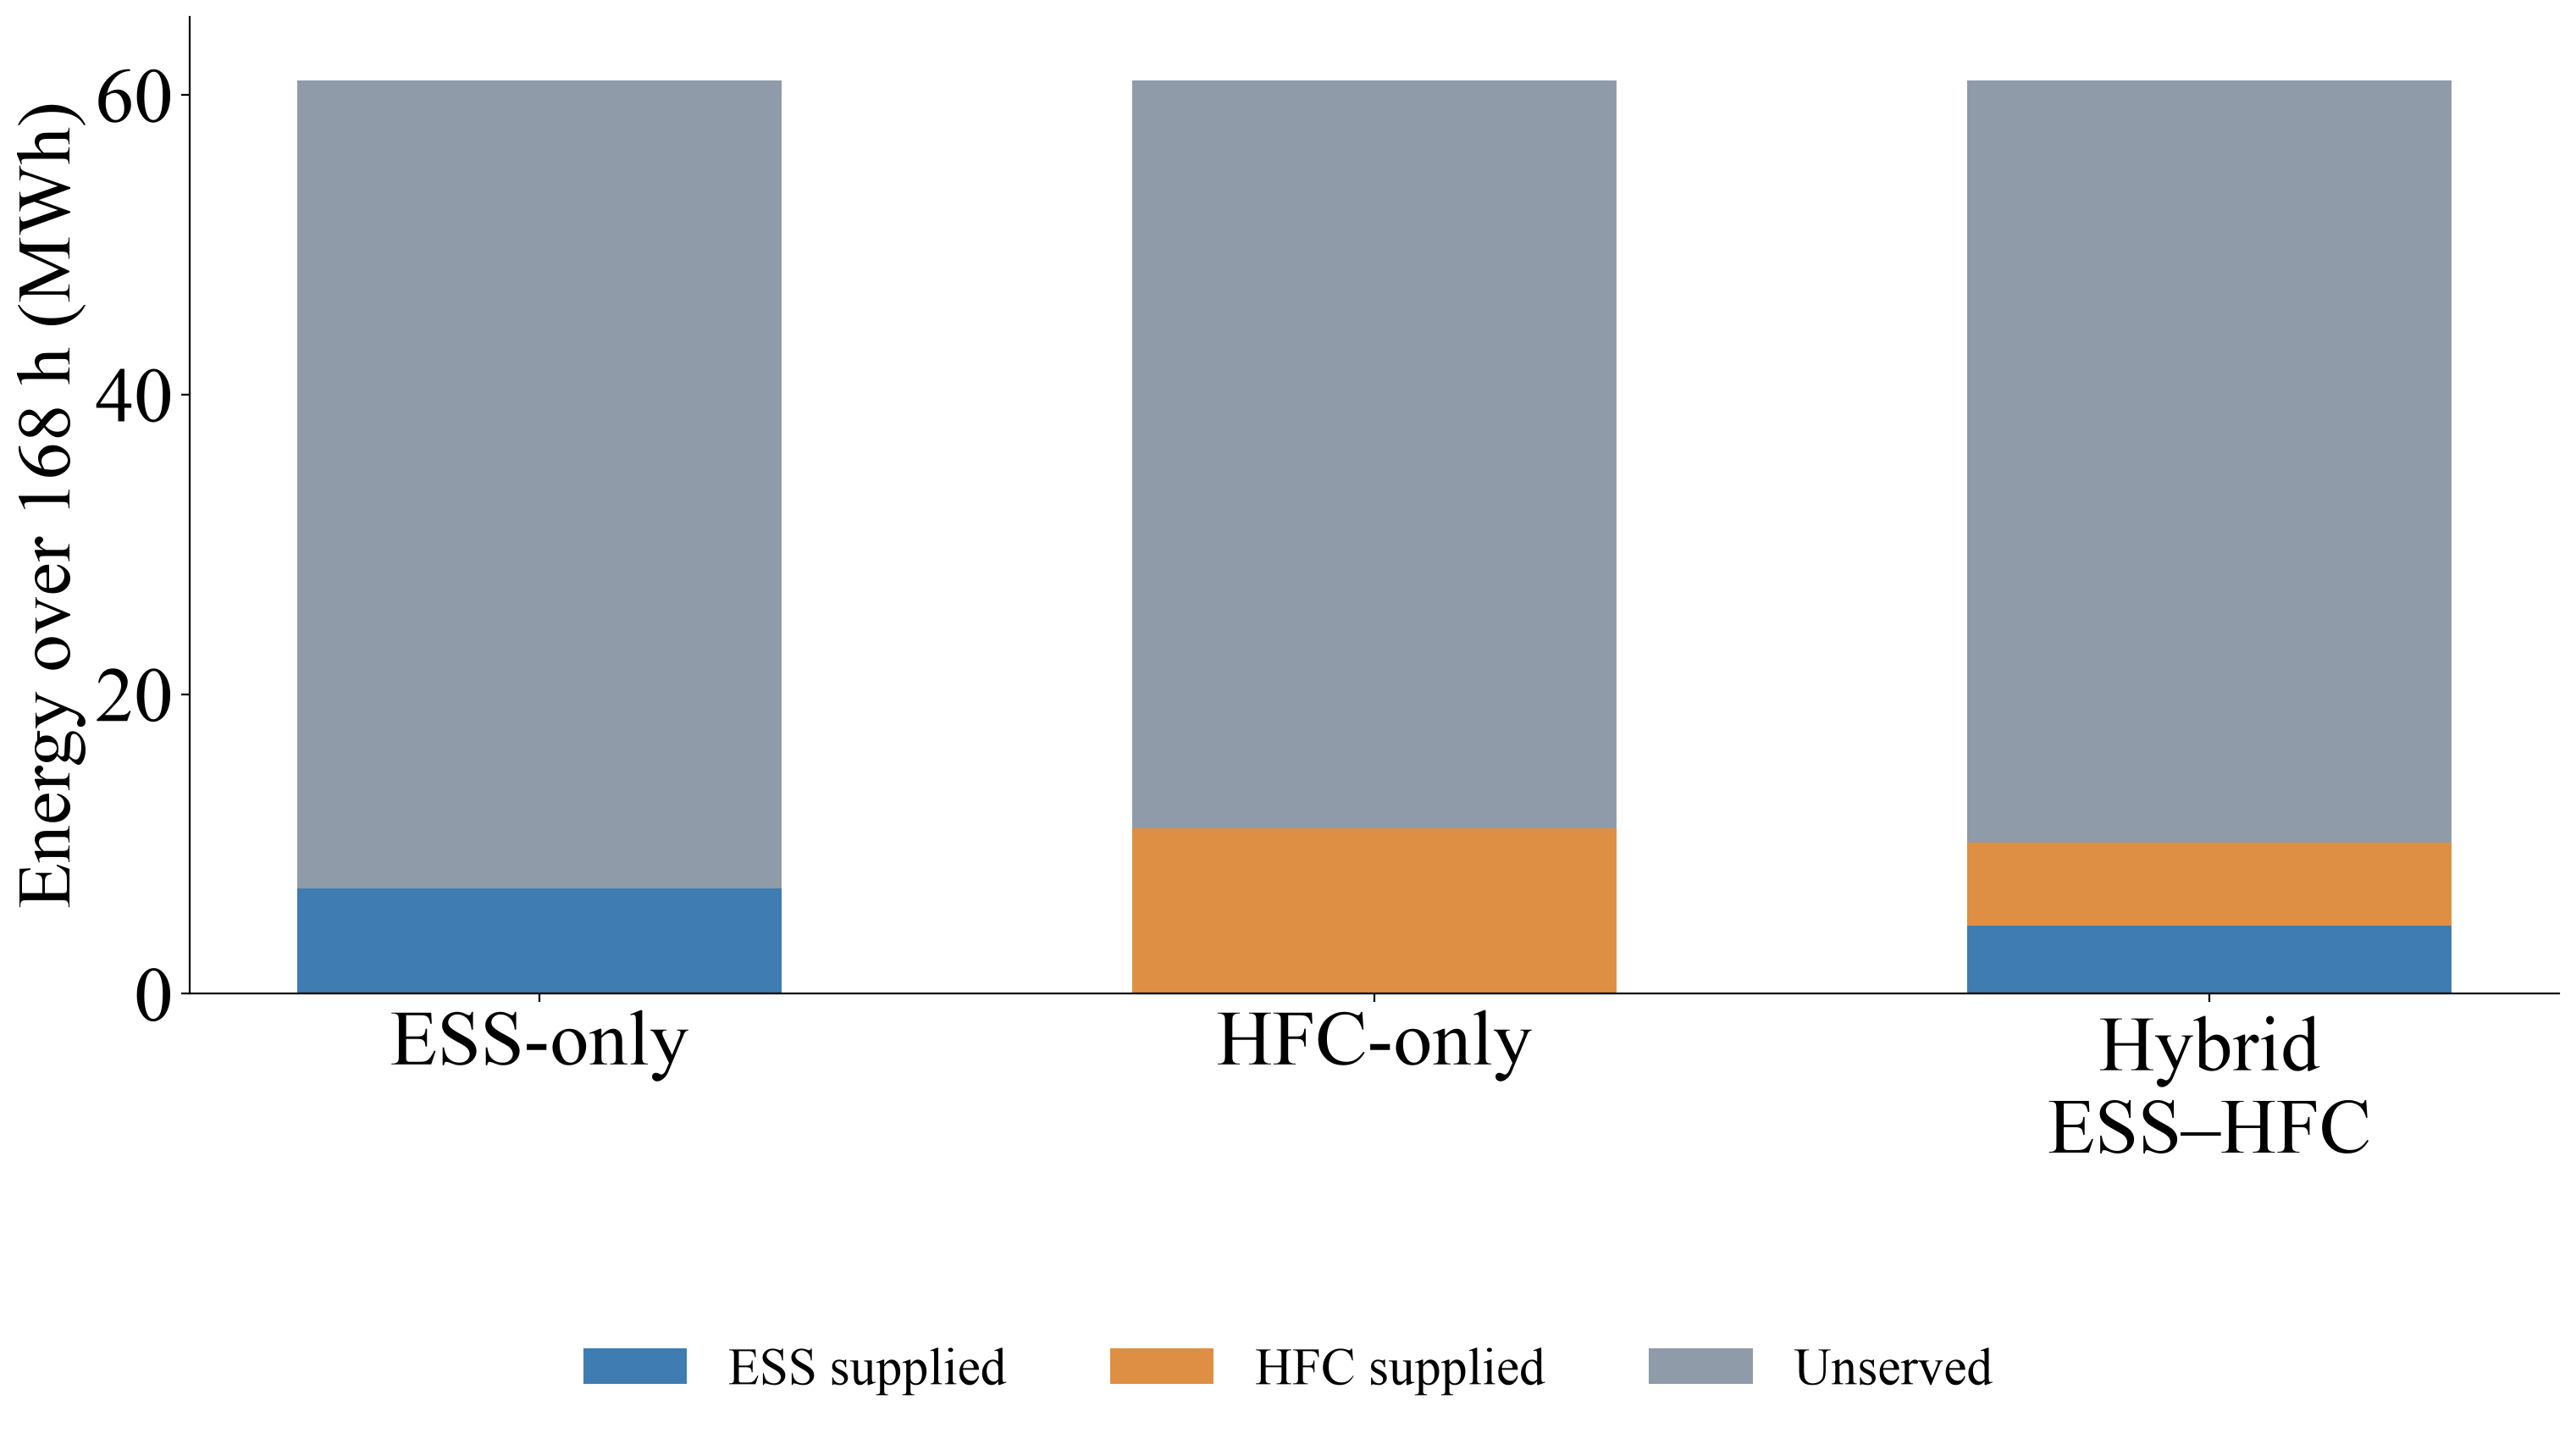 Energy over 168 h (MWh)
60
40
20
0
ESS-only
HFC-only
Hybrid
ESS–HFC
ESS supplied
HFC supplied
Unserved